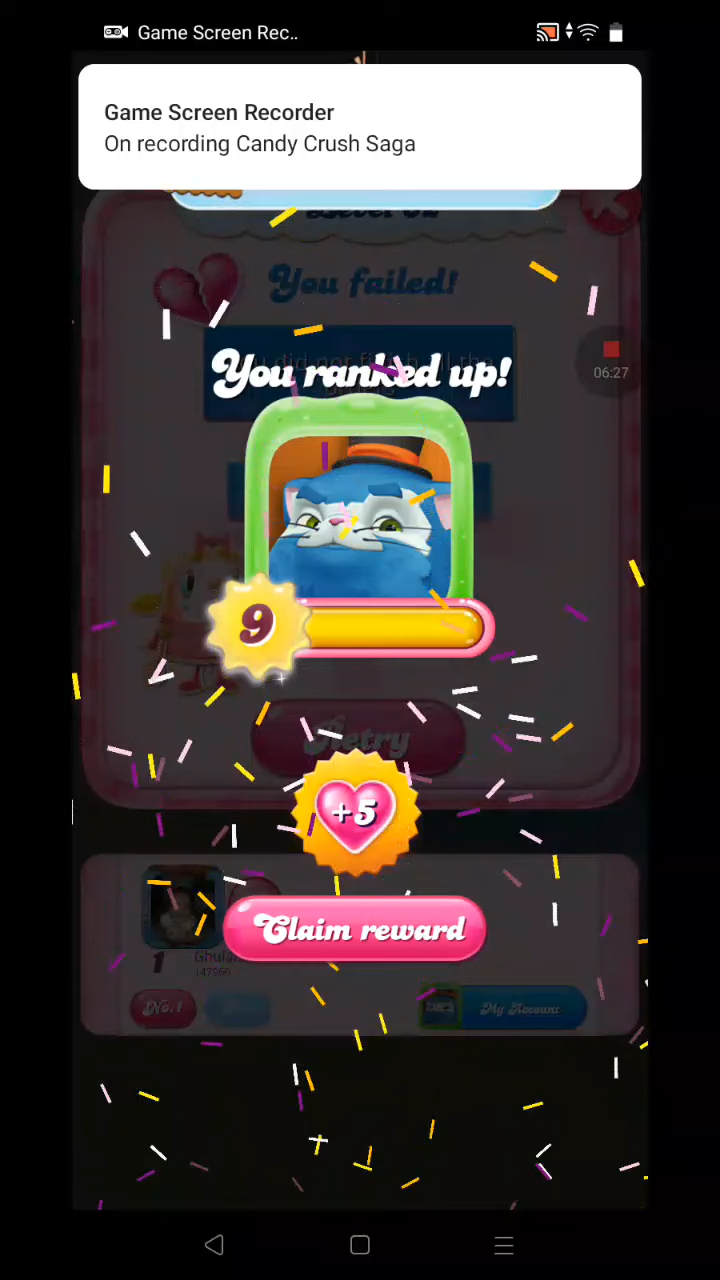 Game Screen Rec..
Game Screen Recorder
On recording Candy Crush Saga
You failed!
You ranked up!
06:27
9
Retry
+5
Claim reward
1
147960
No.1
My Account